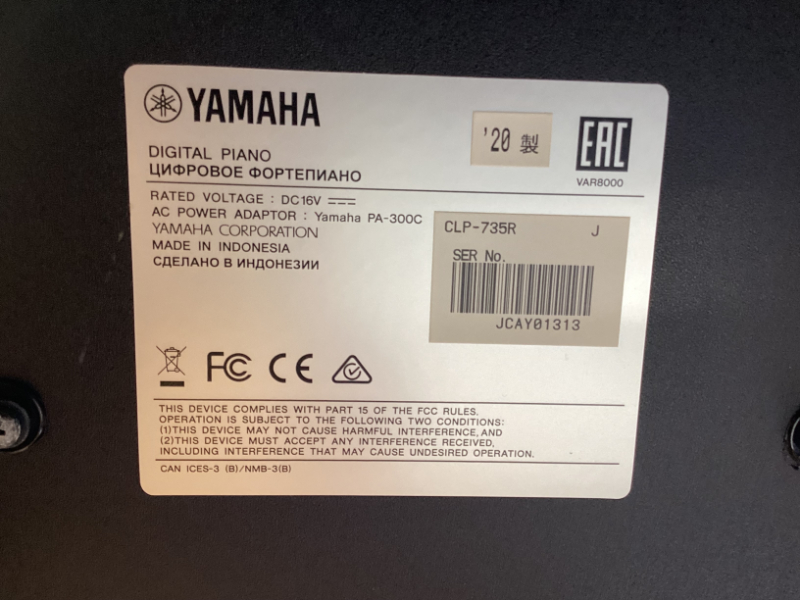 YAMAHA
'20 製
EAC
VAR8000
DIGITAL PIANO
ЦИФРОВОЕ ФОРТЕПИАНО
RATED VOLTAGE : DC16V
AC POWER ADAPTOR : Yamaha PA-300C
YAMAHA CORPORATION
MADE IN INDONESIA
СДЕЛАНО В ИНДОНЕЗИИ
CLP-735R J
SER No.
JCAY01313
FC CE
THIS DEVICE COMPLIES WITH PART 15 OF THE FCC RULES.
OPERATION IS SUBJECT TO THE FOLLOWING TWO CONDITIONS:
(1)THIS DEVICE MAY NOT CAUSE HARMFUL INTERFERENCE, AND
(2)THIS DEVICE MUST ACCEPT ANY INTERFERENCE RECEIVED,
INCLUDING INTERFERENCE THAT MAY CAUSE UNDESIRED OPERATION.
CAN ICES-3 (B)/NMB-3(B)